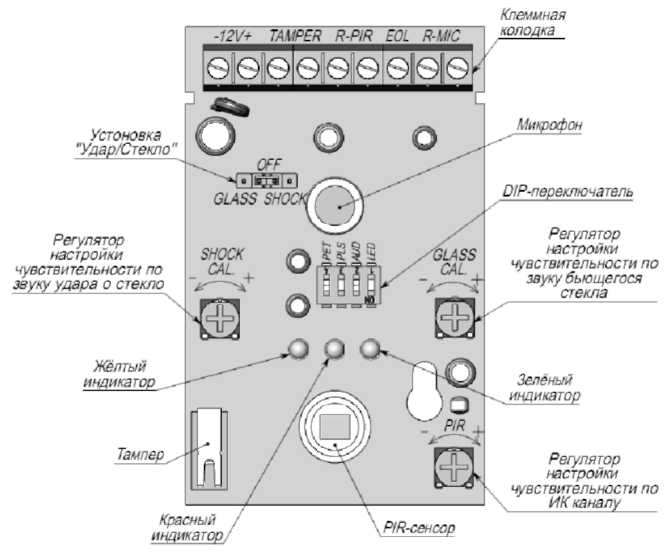 Клеммная
колодка
-12V+ TAMPER R-PIR EOL R-MIC
Устоновка
"Удар/Стекло"
OFF
GLASS SHOCK
Микрофон
DIP-переключатель
Регулятор
настройки
чувствительности по
звуку удара о стекло
SHOCK
CAL.
- +
PET PLS AUD LED
NO
GLASS
CAL.
- +
Регулятор
настройки
чувствительности по
звуку бьющегося
стекла
Жёлтый
индикатор
Зелёный
индикатор
Тампер
- PIR +
Регулятор
настройки
чувствительности по
ИК каналу
Красный
индикатор
PIR-сенсор